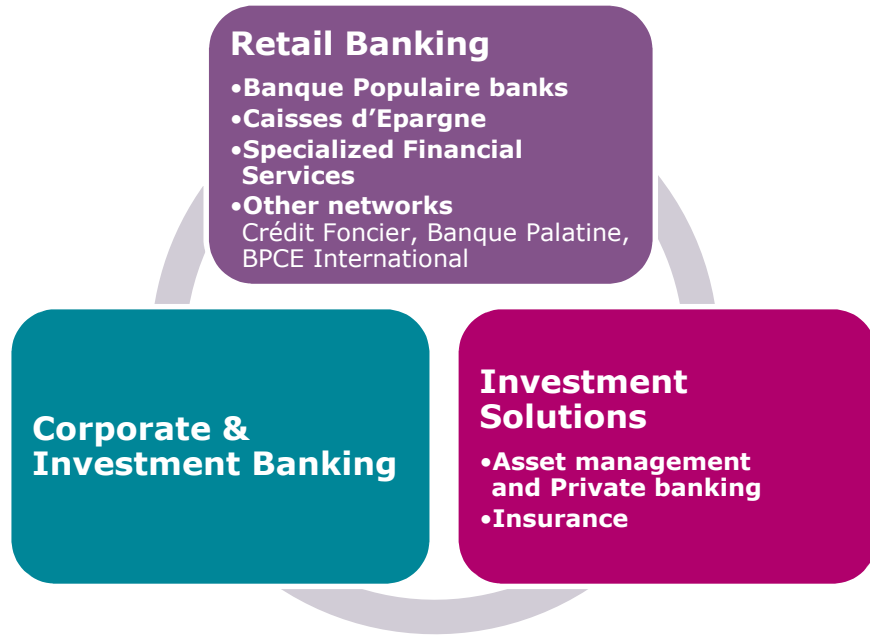 Retail Banking
•Banque Populaire banks
•Caisses d’Epargne
•Specialized Financial
Services
•Other networks
Crédit Foncier, Banque Palatine,
BPCE International
Corporate &
Investment Banking
Investment
Solutions
•Asset management
and Private banking
•Insurance